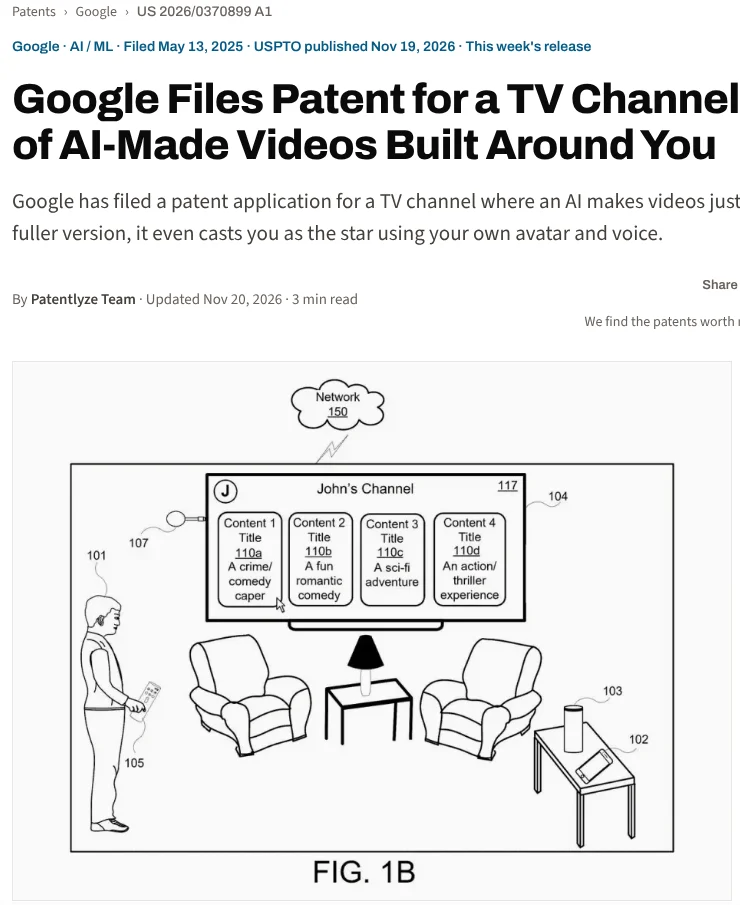 Patents › Google › US 2026/0370899 A1
Google · AI / ML · Filed May 13, 2025 · USPTO published Nov 19, 2026 · This week's release
Google Files Patent for a TV Channel
of AI-Made Videos Built Around You
Google has filed a patent application for a TV channel where an AI makes videos just
fuller version, it even casts you as the star using your own avatar and voice.
Share
By Patentlyze Team · Updated Nov 20, 2026 · 3 min read
We find the patents worth
Network
150
J
John's Channel
117
104
107
101
Content 1
Title
110a
A crime/
comedy
caper
Content 2
Title
110b
A fun
romantic
comedy
Content 3
Title
110c
A sci-fi
adventure
Content 4
Title
110d
An action/
thriller
experience
103
102
105
FIG. 1B